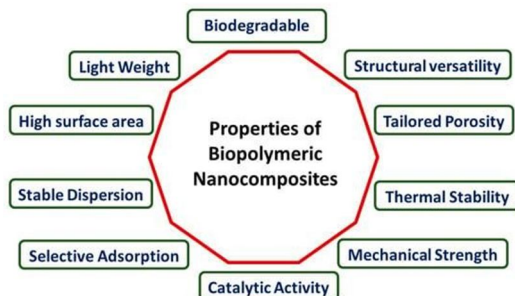 Biodegradable
Light Weight
Structural versatility
High surface area
Tailored Porosity
Properties of
Biopolymeric
Nanocomposites
Stable Dispersion
Thermal Stability
Selective Adsorption
Mechanical Strength
Catalytic Activity